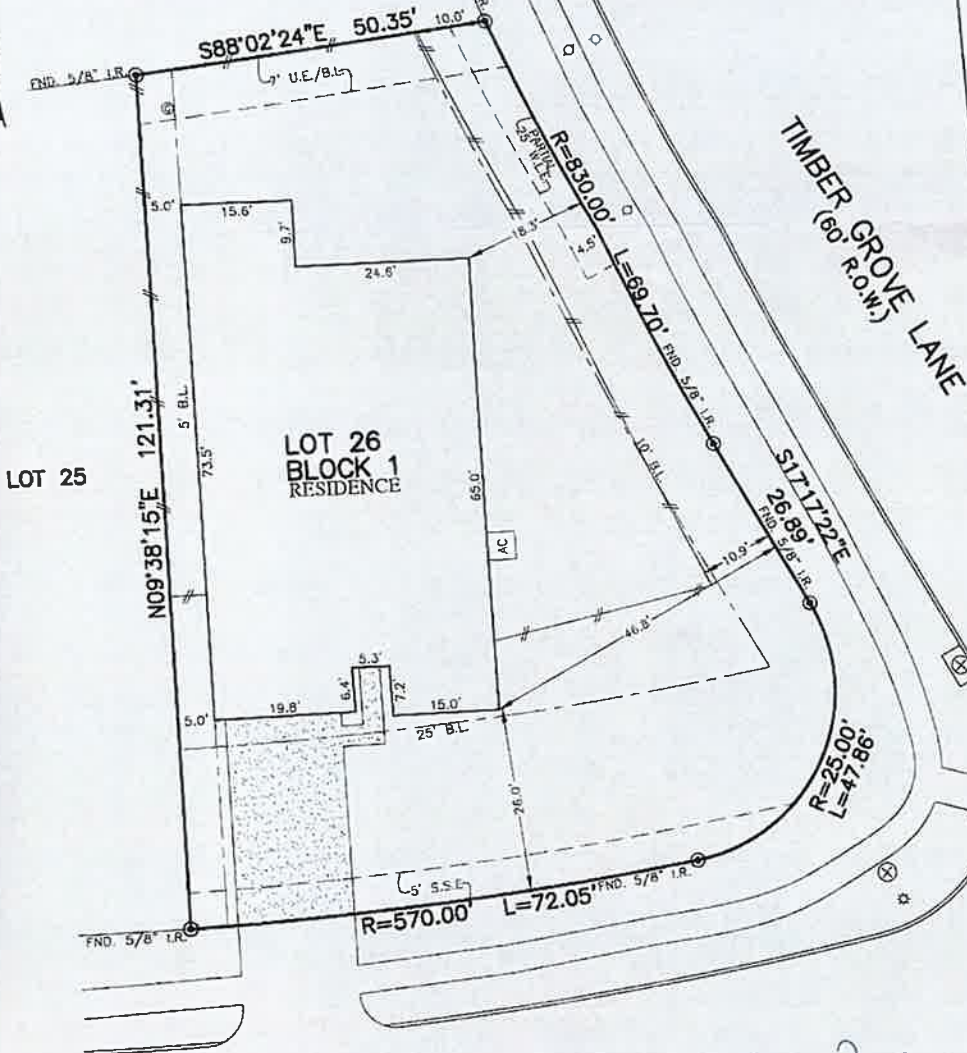 S88°02'24"E 50.35'
10.0'
FND. 5/8" I.R.
7' U.E./B.L.
PARTIAL
25' W.L.E.
R=830.00'
L=69.70'
TIMBER GROVE LANE
(60' R.O.W.)
5.0'
15.6'
9.7'
24.6'
18.3'
14.5'
FND. 5/8" I.R.
N09°38'15"E 121.31'
5' B.L.
73.5'
LOT 25
LOT 26
BLOCK 1
RESIDENCE
65.0'
AC
10' B.L.
S17°17'22"E
26.89'
FND. 5/8" I.R.
10.9'
46.8'
5.3'
6.4'
7.2'
5.0'
19.8'
15.0'
25' B.L.
26.0'
R=25.00'
L=47.86'
5' S.S.E.
FND. 5/8" I.R.
R=570.00' L=72.05'
FND. 5/8" I.R.